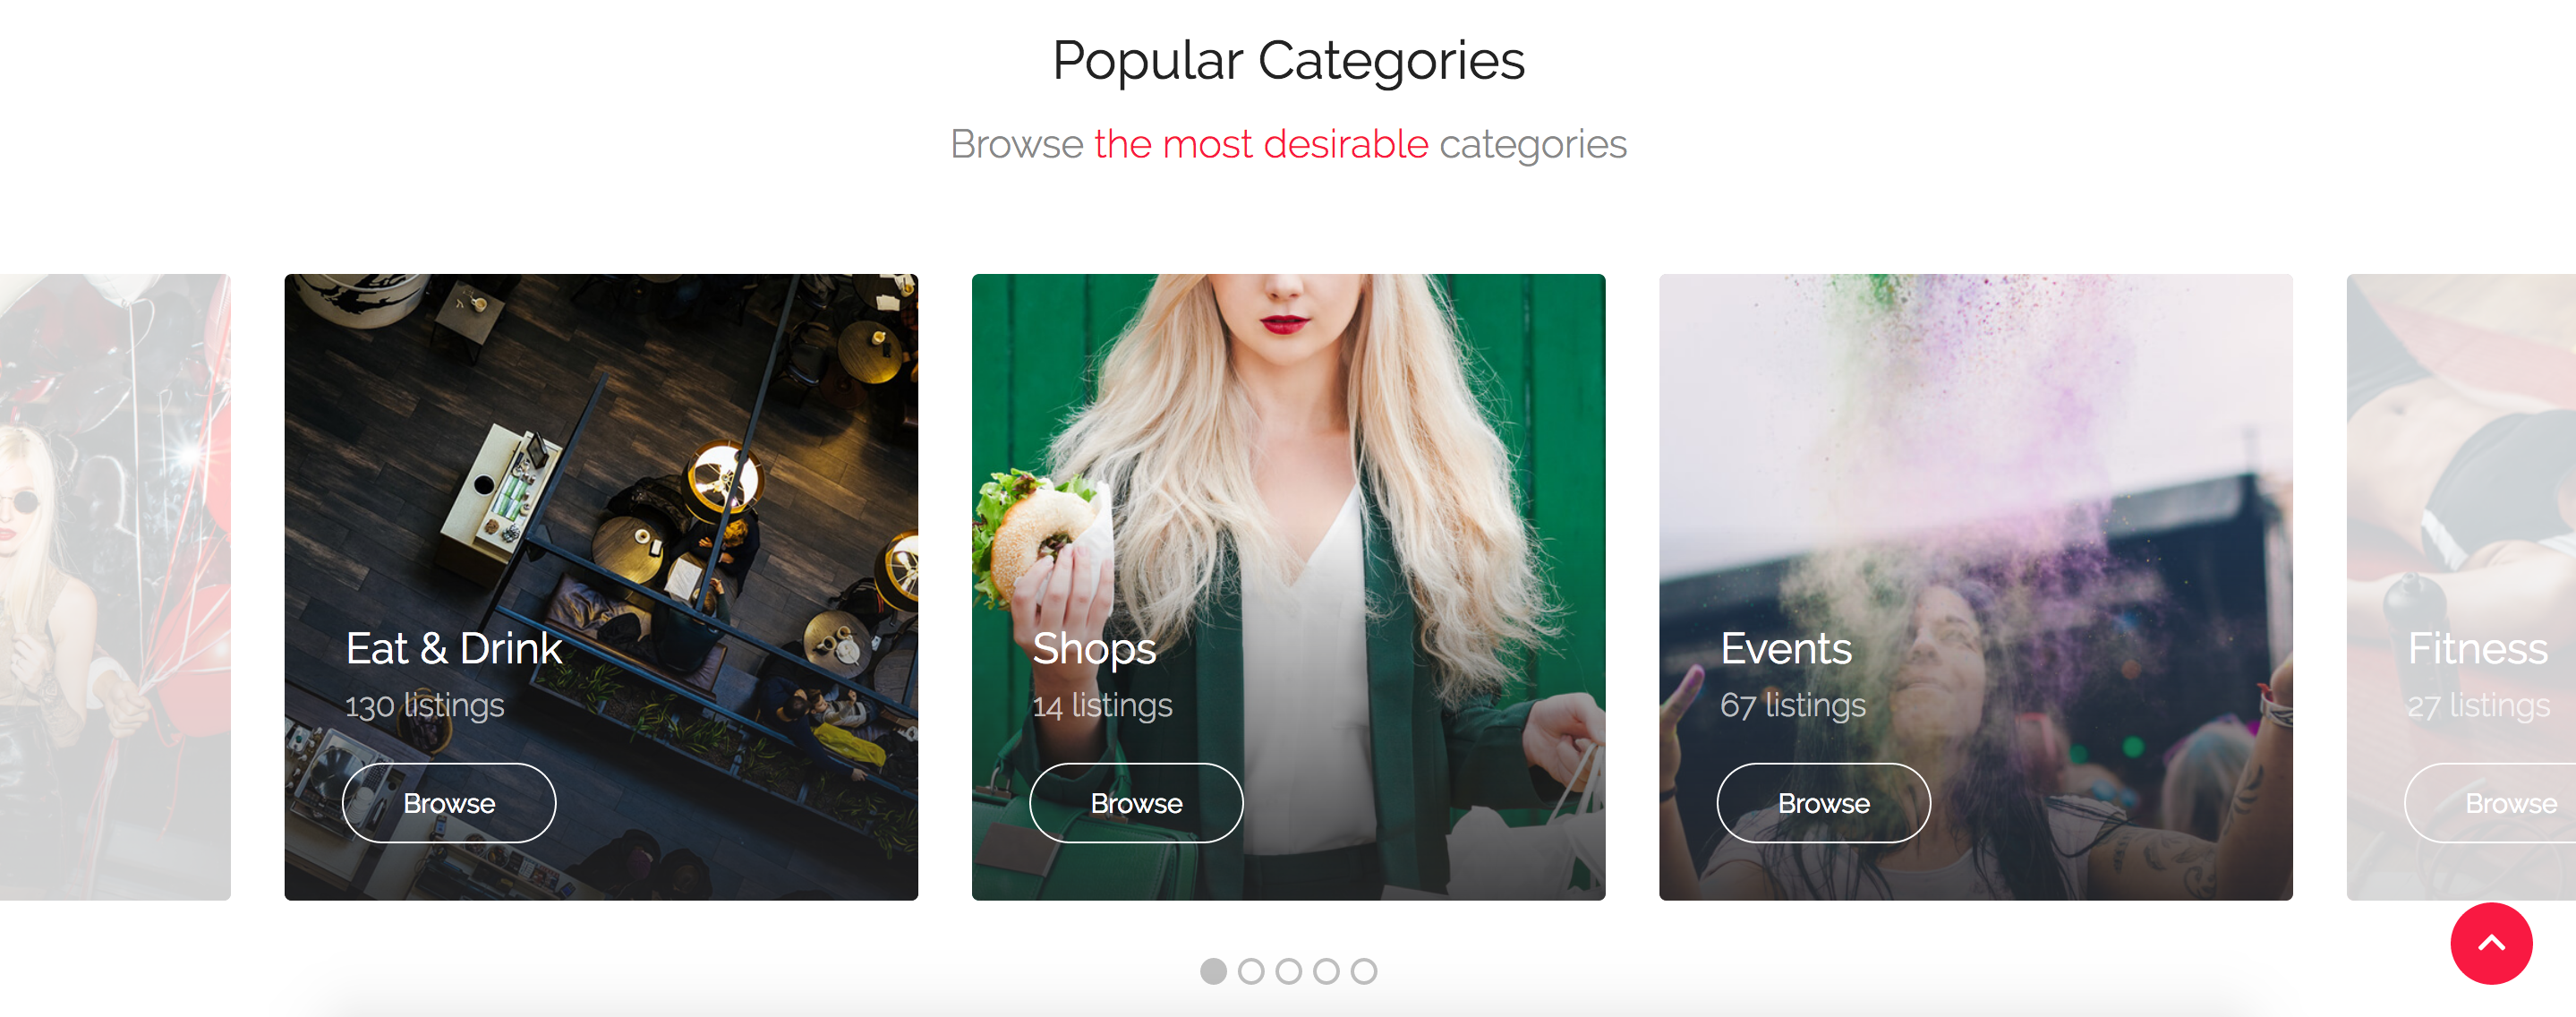 Popular Categories
Browse the most desirable categories
Eat & Drink
130 listings
Browse
Shops
14 listings
Browse
Events
67 listings
Browse
Fitness
27 listings
Browse